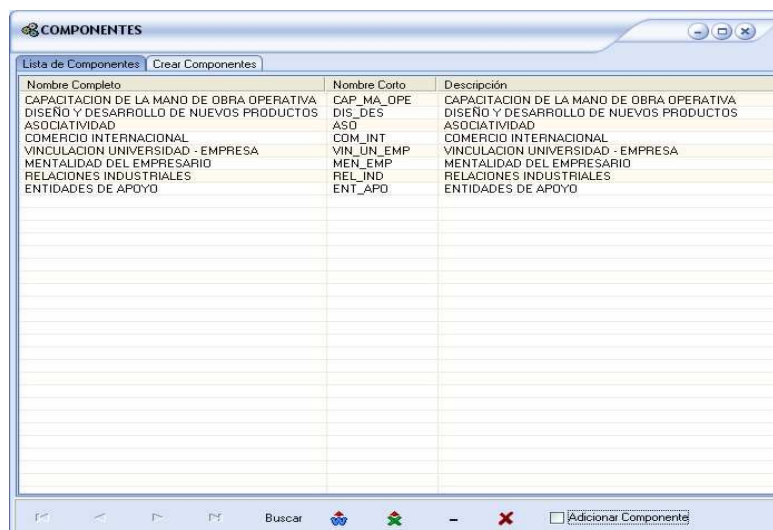 COMPONENTES
Lista de Componentes Crear Componentes
Nombre Completo Nombre Corto Descripción
CAPACITACION DE LA MANO DE OBRA OPERATIVA CAP_MA_OPE CAPACITACION DE LA MANO DE OBRA OPERATIVA
DISEÑO Y DESARROLLO DE NUEVOS PRODUCTOS DIS_DES DISEÑO Y DESARROLLO DE NUEVOS PRODUCTOS
ASOCIATIVIDAD ASO ASOCIATIVIDAD
COMERCIO INTERNACIONAL COM_INT COMERCIO INTERNACIONAL
VINCULACION UNIVERSIDAD - EMPRESA VIN_UN_EMP VINCULACION UNIVERSIDAD - EMPRESA
MENTALIDAD DEL EMPRESARIO MEN_EMP MENTALIDAD DEL EMPRESARIO
RELACIONES INDUSTRIALES REL_IND RELACIONES INDUSTRIALES
ENTIDADES DE APOYO ENT_APO ENTIDADES DE APOYO
Buscar Adicionar Componente